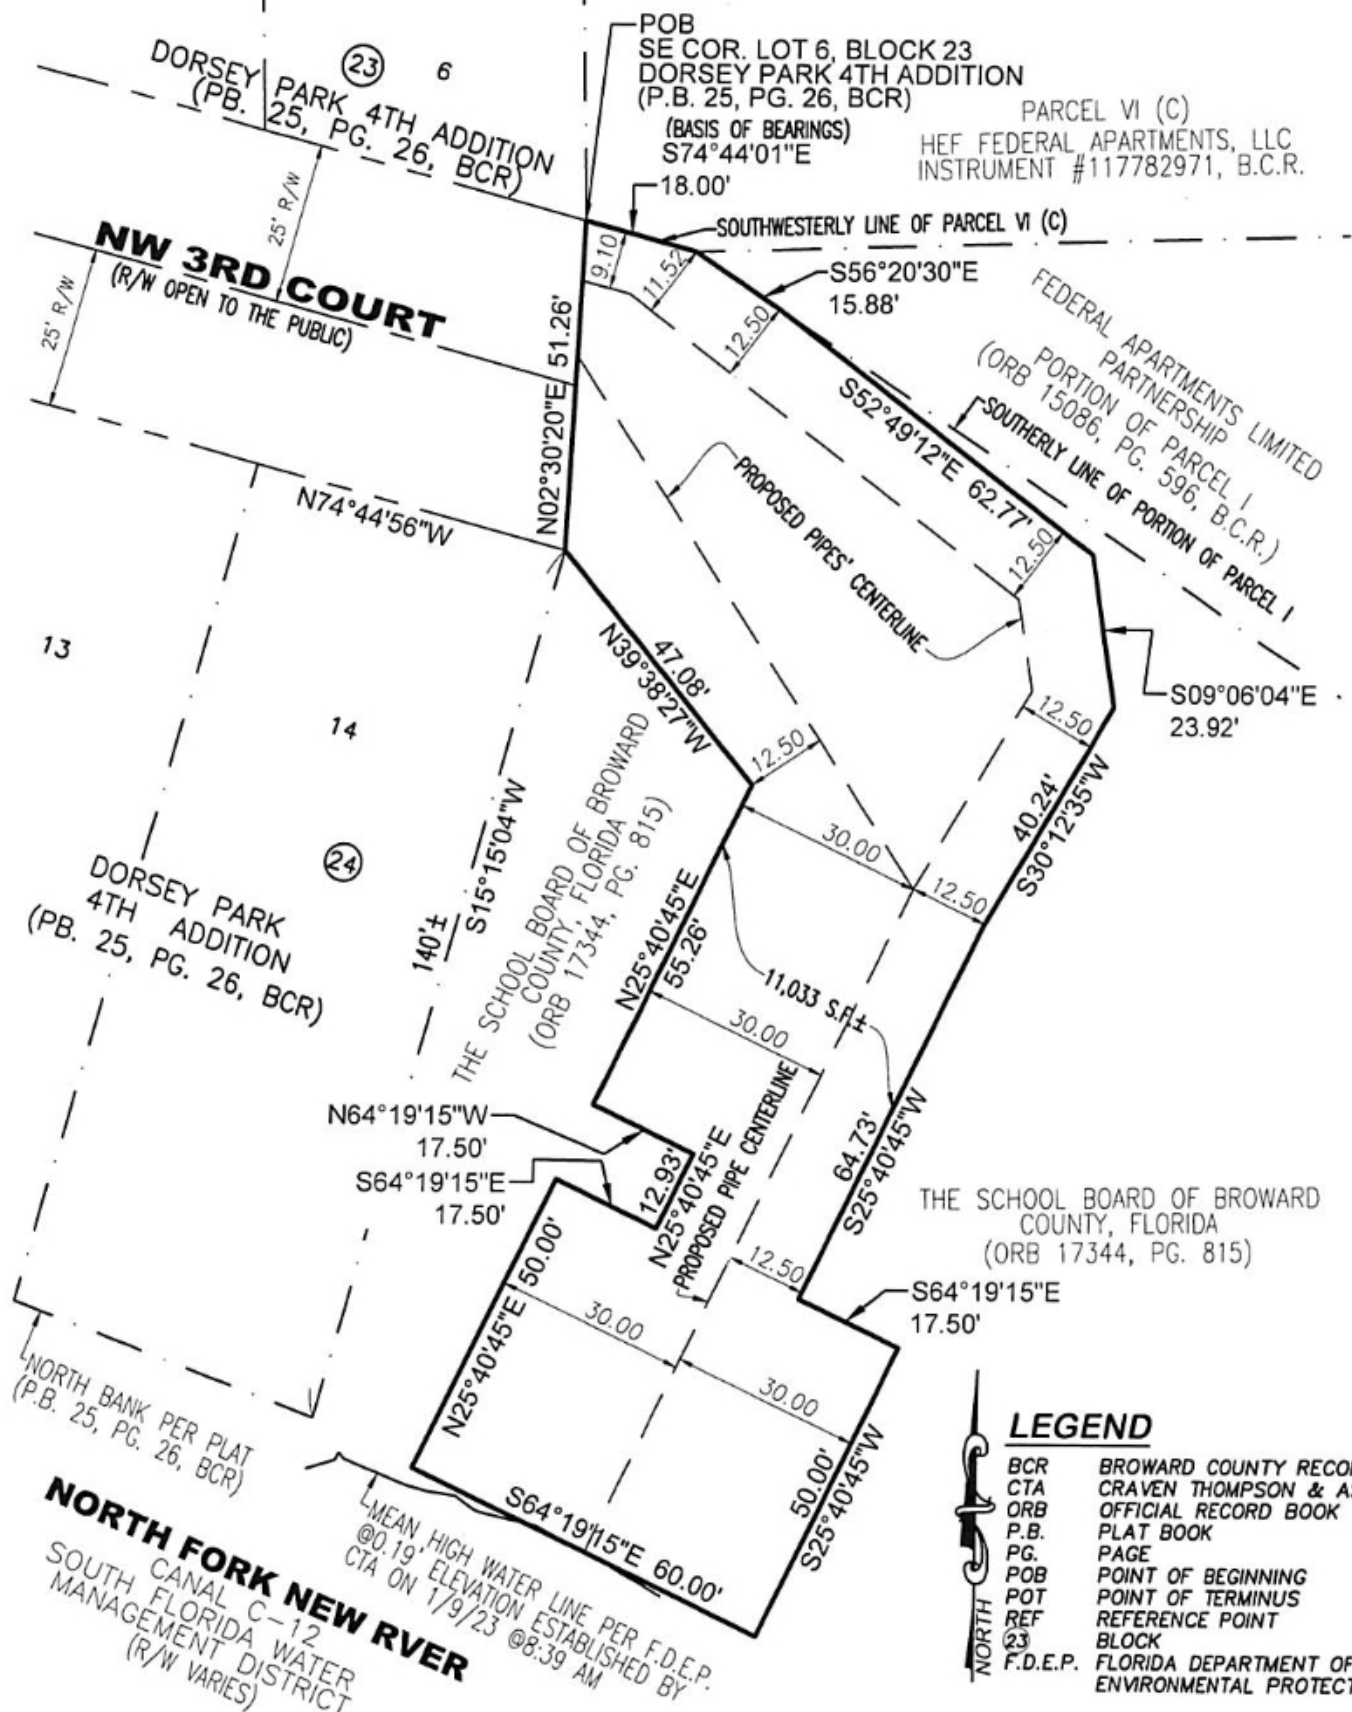 POB
SE COR. LOT 6, BLOCK 23
DORSEY PARK 4TH ADDITION
(P.B. 25, PG. 26, BCR)
(BASIS OF BEARINGS)
S74°44'01"E
18.00'
23
6
DORSEY PARK 4TH ADDITION
(PB. 25, PG. 26, BCR)
PARCEL VI (C)
HEF FEDERAL APARTMENTS, LLC
INSTRUMENT #117782971, B.C.R.
SOUTHWESTERLY LINE OF PARCEL VI (C)
25' R/W
25' R/W
NW 3RD COURT
(R/W OPEN TO THE PUBLIC)
9.10
11.52
12.50
S56°20'30"E
15.88'
FEDERAL APARTMENTS LIMITED
PARTNERSHIP
PORTION OF PARCEL I
(ORB 15086, PG. 596, B.C.R.)
SOUTHERLY LINE OF PORTION OF PARCEL I
S52°49'12"E 62.77'
12.50
N02°30'20"E 51.26'
N74°44'56"W
PROPOSED PIPES' CENTERLINE
13
14
24
S09°06'04"E
23.92'
12.50
47.08'
N39°38'27"W
12.50
40.24'
S30°12'35"W
30.00
12.50
DORSEY PARK
4TH ADDITION
(PB. 25, PG. 26, BCR)
140'±
S15°15'04"W
THE SCHOOL BOARD OF BROWARD
COUNTY, FLORIDA
(ORB 17344, PG. 815)
N25°40'45"E
55.26'
11,033 S.F.±
30.00
N64°19'15"W
17.50'
S64°19'15"E
17.50'
12.93'
N25°40'45"E
PROPOSED PIPE CENTERLINE
64.73'
S25°40'45"W
THE SCHOOL BOARD OF BROWARD
COUNTY, FLORIDA
(ORB 17344, PG. 815)
12.50
S64°19'15"E
17.50'
N25°40'45"E 50.00'
30.00
30.00
50.00'
S25°40'45"W
S64°19'15"E 60.00'
NORTH BANK PER PLAT
(P.B. 25, PG. 26, BCR)
NORTH FORK NEW RVER
CANAL C-12
SOUTH FLORIDA WATER
MANAGEMENT DISTRICT
(R/W VARIES)
MEAN HIGH WATER LINE PER F.D.E.P.
@0.19' ELEVATION ESTABLISHED BY
CTA ON 1/9/23 @8:39 AM
NORTH
LEGEND
BCR BROWARD COUNTY RECO
CTA CRAVEN THOMPSON & A
ORB OFFICIAL RECORD BOOK
P.B. PLAT BOOK
PG. PAGE
POB POINT OF BEGINNING
POT POINT OF TERMINUS
REF REFERENCE POINT
23 BLOCK
F.D.E.P. FLORIDA DEPARTMENT OF
ENVIRONMENTAL PROTECT